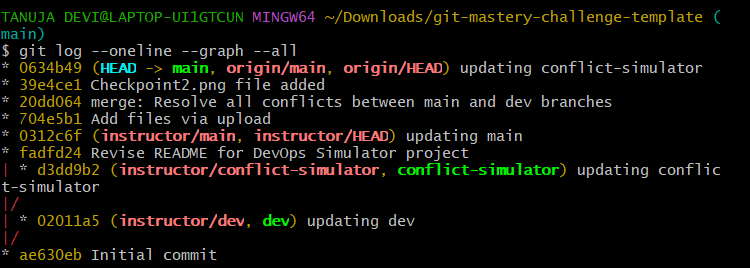 TANUJA DEVI@LAPTOP-UI1GTCUN MINGW64 ~/Downloads/git-mastery-challenge-template (
main)
$ git log --oneline --graph --all
* 0634b49 (HEAD -> main, origin/main, origin/HEAD) updating conflict-simulator
* 39e4ce1 Checkpoint2.png file added
* 20dd064 merge: Resolve all conflicts between main and dev branches
* 704e5b1 Add files via upload
* 0312c6f (instructor/main, instructor/HEAD) updating main
* fadfd24 Revise README for DevOps Simulator project
| * d3dd9b2 (instructor/conflict-simulator, conflict-simulator) updating conflic
t-simulator
|/
| * 02011a5 (instructor/dev, dev) updating dev
|/
* ae630eb Initial commit